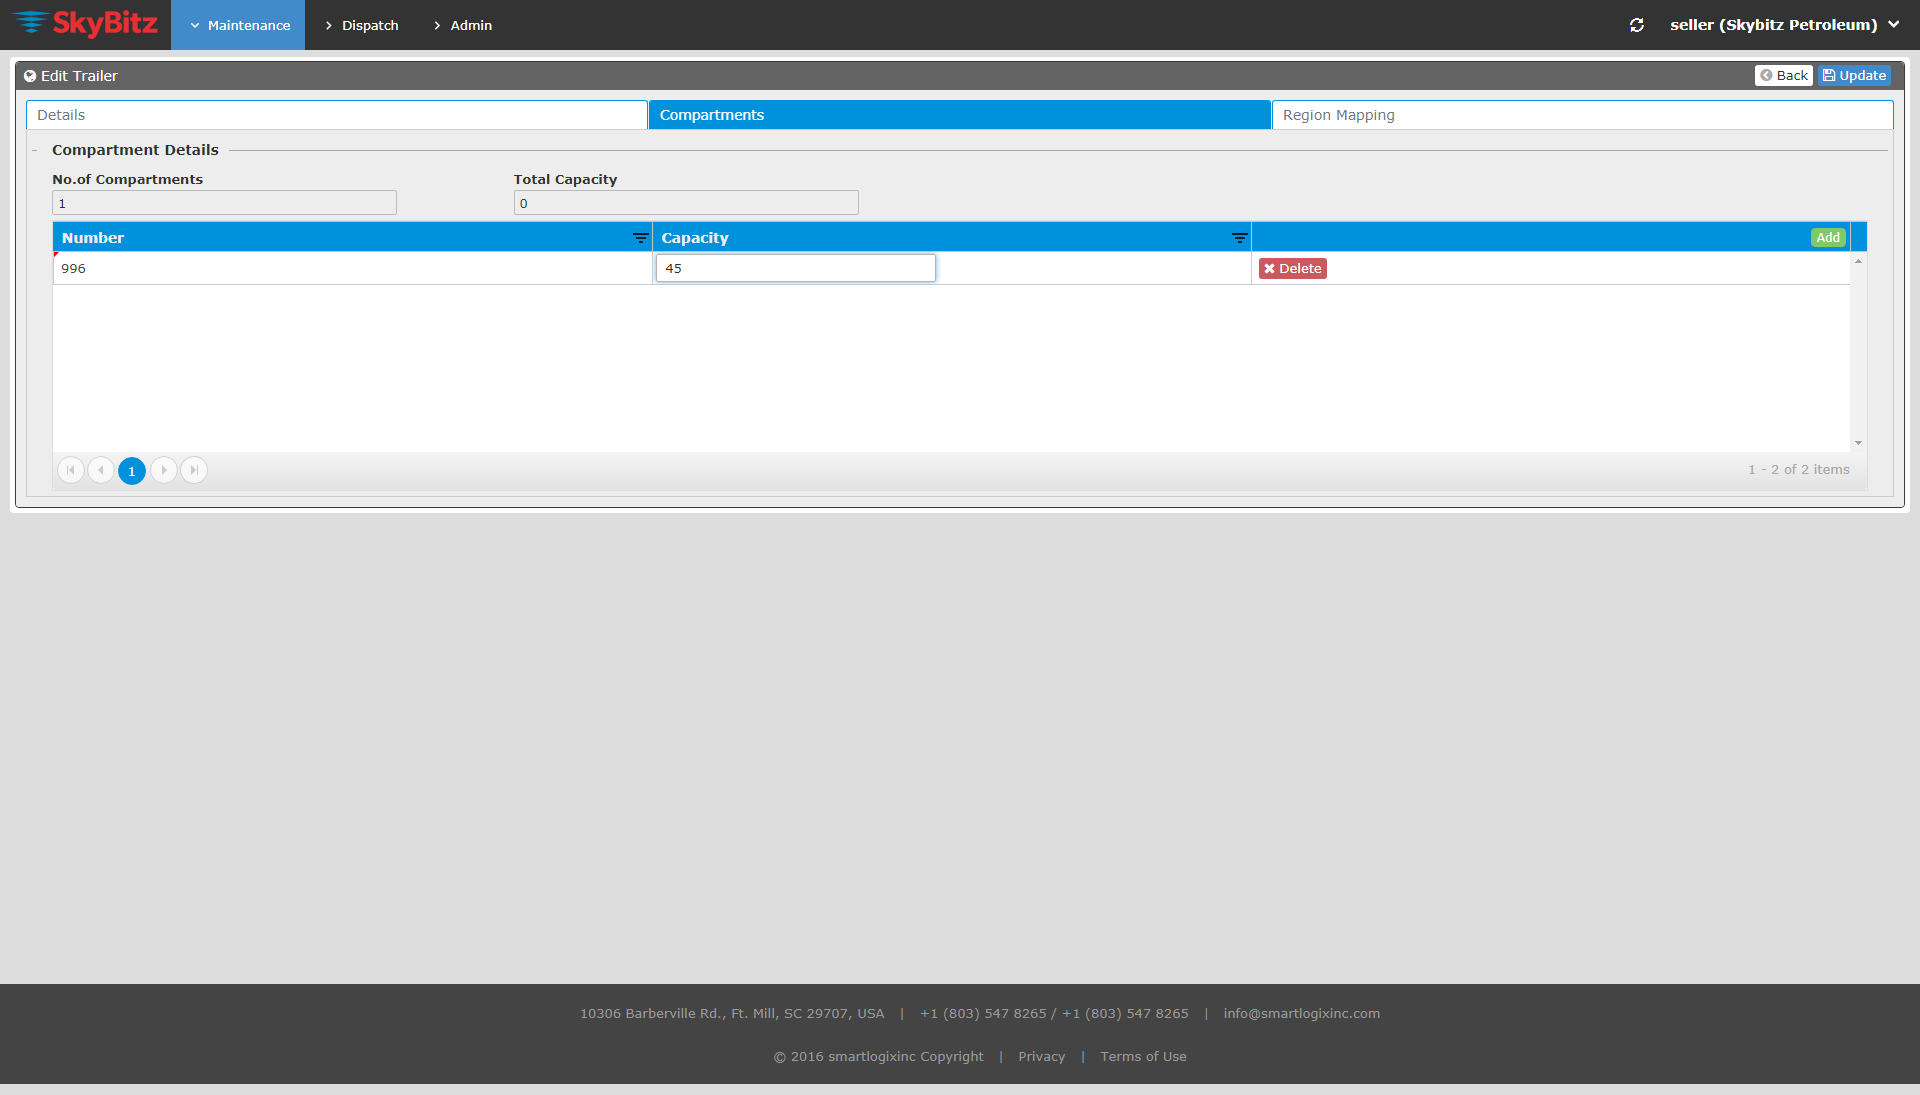 SkyBitz
Maintenance Dispatch Admin seller (Skybitz Petroleum)
Edit Trailer Back Update
Details Compartments Region Mapping
Compartment Details
No.of Compartments Total Capacity
1 0
Number Capacity Add
996 45 Delete
1 1 - 2 of 2 items
10306 Barberville Rd., Ft. Mill, SC 29707, USA | +1 (803) 547 8265 / +1 (803) 547 8265 | info@smartlogixinc.com
© 2016 smartlogixinc Copyright | Privacy | Terms of Use